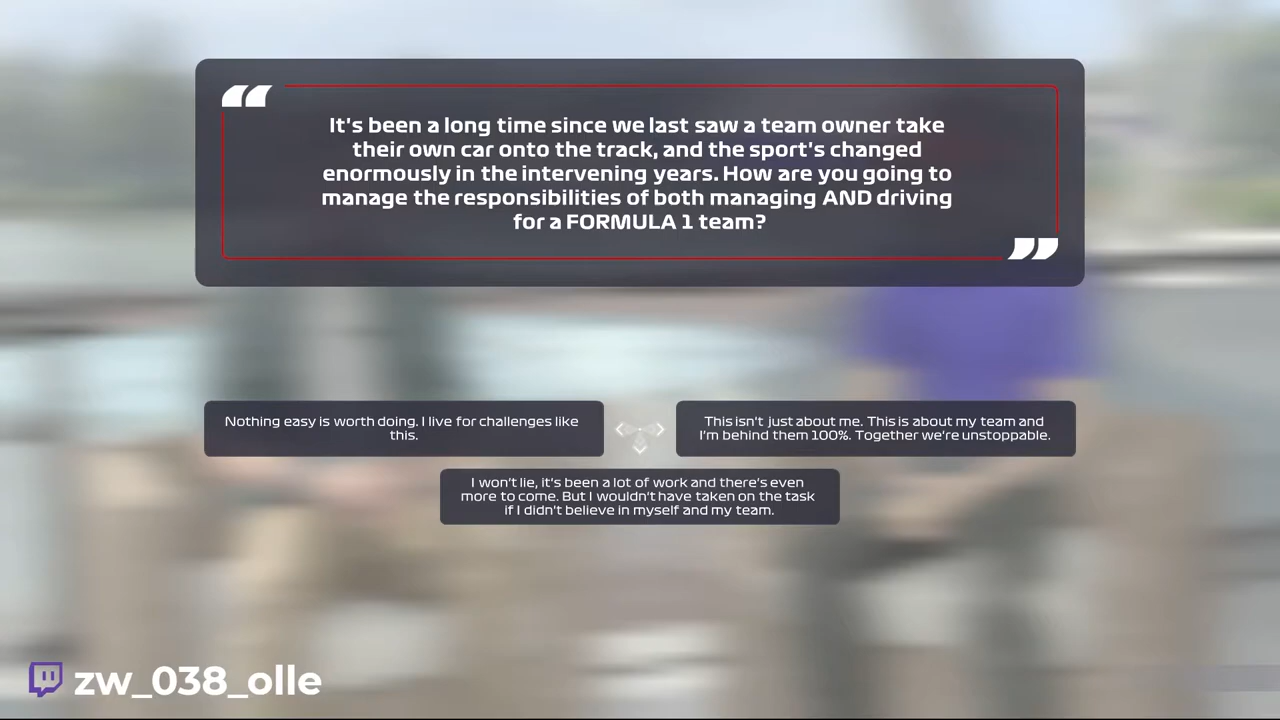 It's been a long time since we last saw a team owner take
their own car onto the track, and the sport's changed
enormously in the intervening years. How are you going to
manage the responsibilities of both managing AND driving
for a FORMULA 1 team?
Nothing easy is worth doing. I live for challenges like
this.
This isn't just about me. This is about my team and
I'm behind them 100%. Together we're unstoppable.
I won't lie, it's been a lot of work and there's even
more to come. But I wouldn't have taken on the task
if I didn't believe in myself and my team.
zw_038_olle